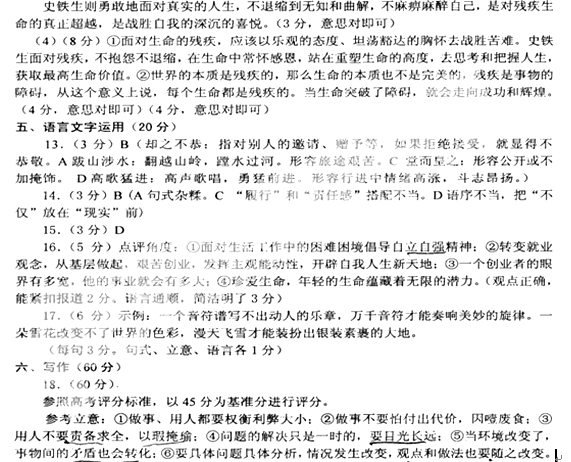 史铁生则勇敢地面对真实的人生，不退缩到无知和曲解，不麻痹麻醉自己，是对残疾生
命的真正超越，是战胜自我的深沉的喜悦。（3分，意思对即可）
（4）（8分）①面对生命的残疾，应该以乐观的态度、坦荡豁达的胸怀去战胜苦难。史铁
生面对残疾，不抱怨不退缩，在生命中常怀感恩，站在重塑生命的高度，去思考和把握人生，
获取最高生命价值。②世界的本质是残疾的，那么生命的本质也不是完美的，残疾是事物的
障碍，从这个意义上说，每个生命都是残疾的。当生命突破了障碍，就会走向成功和辉煌。
（4分，意思对即可）（4分，意思对即可）
五、语言文字运用（20分）
13.（3分）B（却之不恭：指对别人的邀请、赠予等，如果拒绝接受，就显得不
恭敬。A 跋山涉水：翻越山岭，蹚水过河。形容旅途艰苦。C 堂而皇之：形容公开或不
加掩饰。 D高歌猛进：高声歌唱，勇猛前进。形容行进中情绪高涨，斗志昂扬。）
14.（3分）B（A 句式杂糅。C “履行”和“责任感”搭配不当。D 语序不当，把“不
仅”放在“现实”前）
15.（3分）D
16.（5分）点评角度：①面对生活工作中的困难困境倡导自立自强精神；②转变就业
观念，从基层做起，艰苦创业，发挥主观能动性，开辟自我人生新天地；③一个创业者的眼
界有多宽，他的事业就会有多大；④珍爱生命，年轻的生命蕴藏着无限的潜力。（观点正确，
能紧扣报道2分、语言通顺，简洁明了3分）
17.（6分）示例：一个音符谱写不出动人的乐章，万千音符才能奏响美妙的旋律。一
朵雪花改变不了世界的色彩，漫天飞雪才能装扮出银装素裹的大地。
（每句3分。句式、立意、语言各1分）
六、写作（60分）
18.（60分）
参照高考评分标准，以45分为基准分进行评分。
参考立意：①做事、用人都要权衡利弊大小；②做事不要怕付出代价，因噎废食；③
用人不要责备求全，以瑕掩瑜；④问题的解决只是一时的，要目光长远；⑤当环境改变了，
事物间的矛盾也会转化；⑥要具体问题具体分析，情况发生改变，观点和做法也要随之改变。